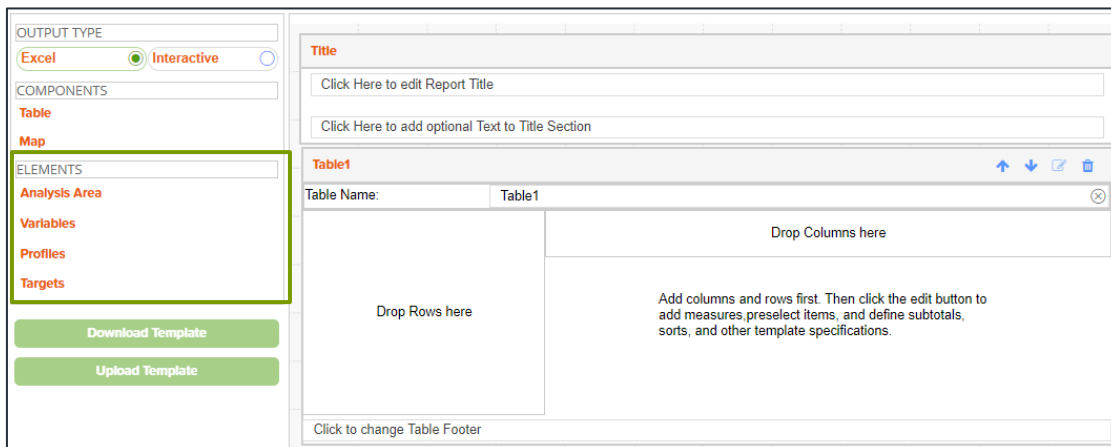 OUTPUT TYPE
Excel
Interactive
COMPONENTS
Table
Map
ELEMENTS
Analysis Area
Variables
Profiles
Targets
Download Template
Upload Template
Title
Click Here to edit Report Title
Click Here to add optional Text to Title Section
Table1
Table Name:
Table1
Drop Columns here
Drop Rows here
Add columns and rows first. Then click the edit button to
add measures,preselect items, and define subtotals,
sorts, and other template specifications.
Click to change Table Footer